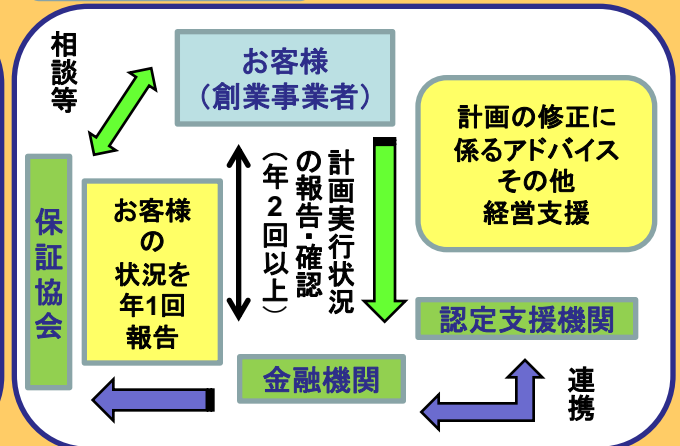 相談等
お客様
（創業事業者）
計画の修正に
係るアドバイス
その他
経営支援
計画実行状況
の報告・確認
（年２回以上）
保証協会
お客様
の
状況を
年1回
報告
認定支援機関
金融機関
連携